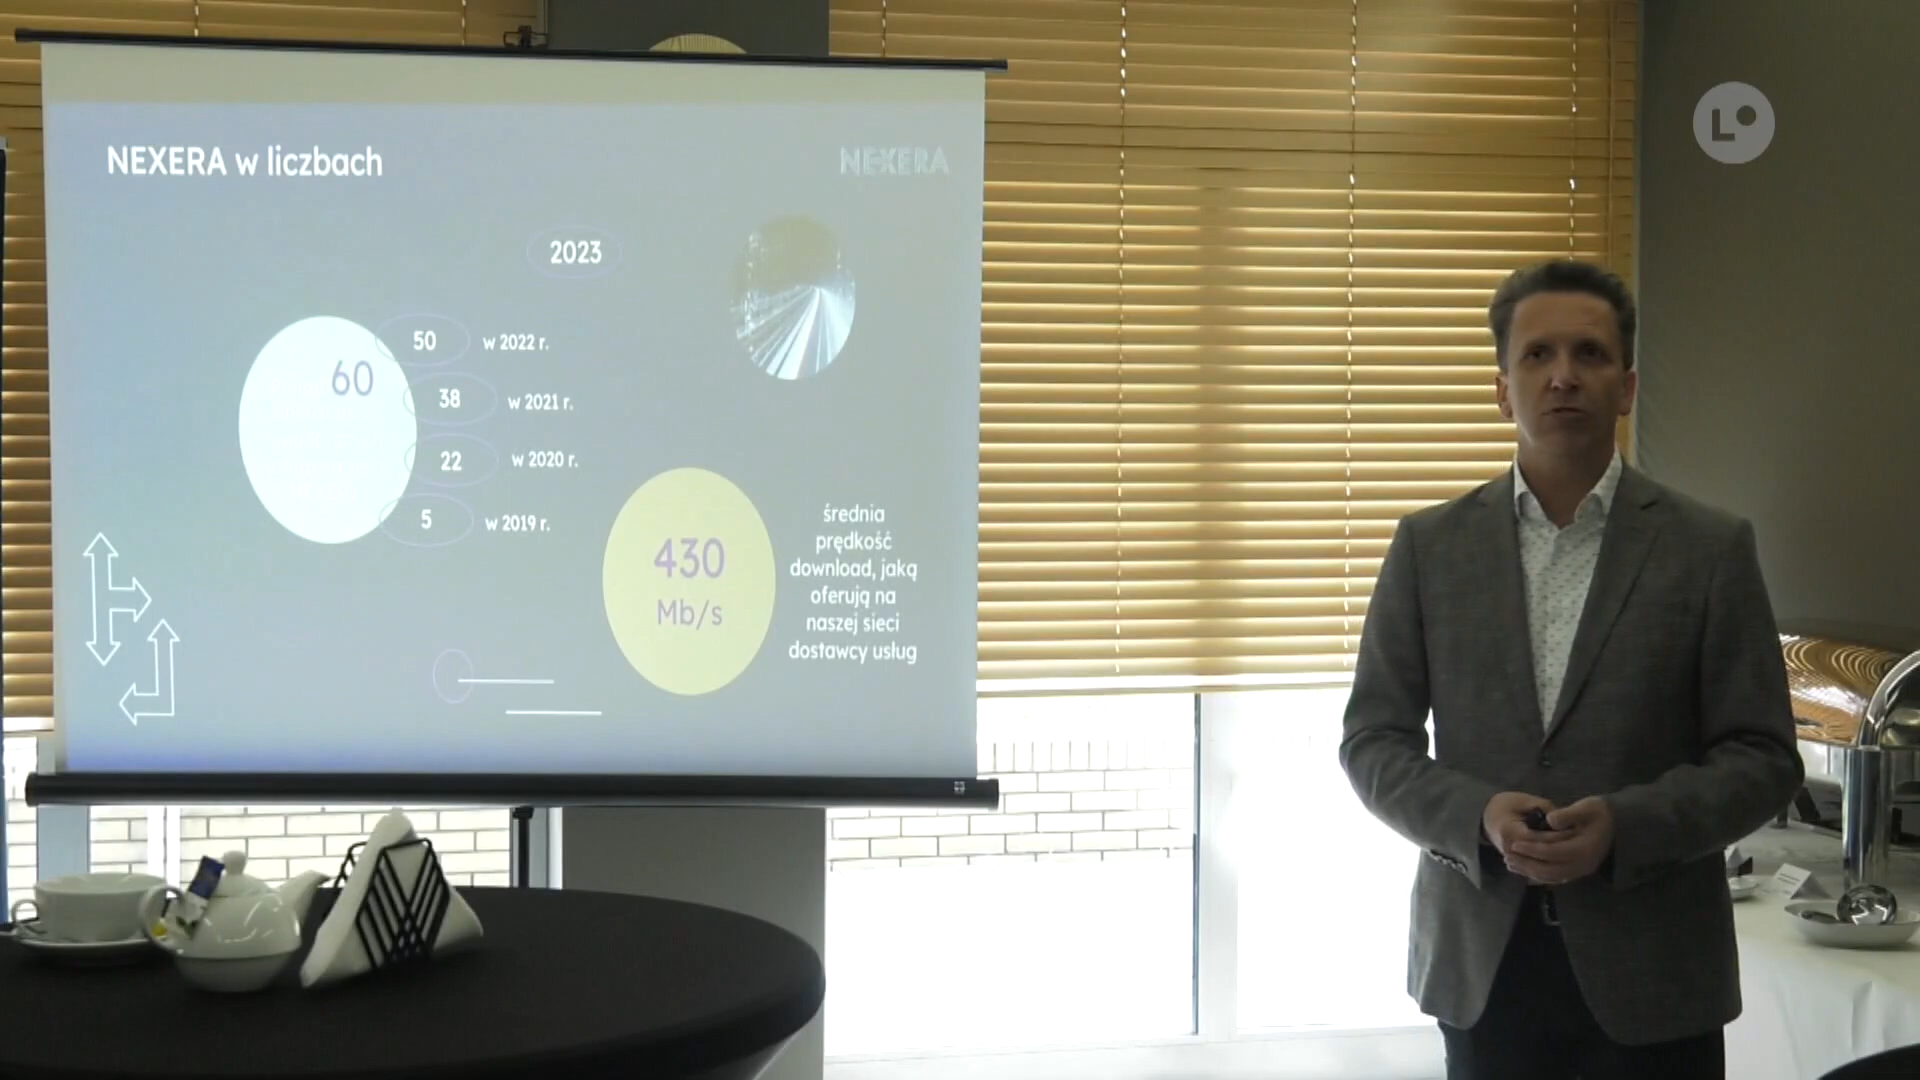 NEXERA w liczbach
NEXERA
2023
60
50 w 2022 r.
38 w 2021 r.
22 w 2020 r.
5 w 2019 r.
430
Mb/s
średnia
prędkość
download, jaką
oferują na
naszej sieci
dostawcy usług
L